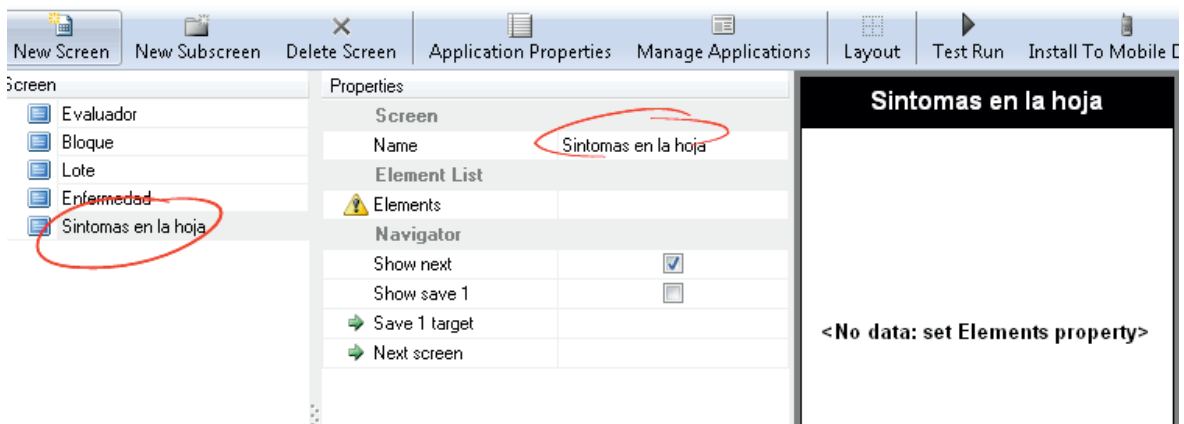 New Screen New Subscreen Delete Screen Application Properties Manage Applications Layout Test Run Install To Mobile D
Screen
Evaluador
Bloque
Lote
Enfermedad
Sintomas en la hoja
Properties
Screen
Name Sintomas en la hoja
Element List
Elements
Navigator
Show next
Show save 1
Save 1 target
Next screen
Sintomas en la hoja
<No data: set Elements property>